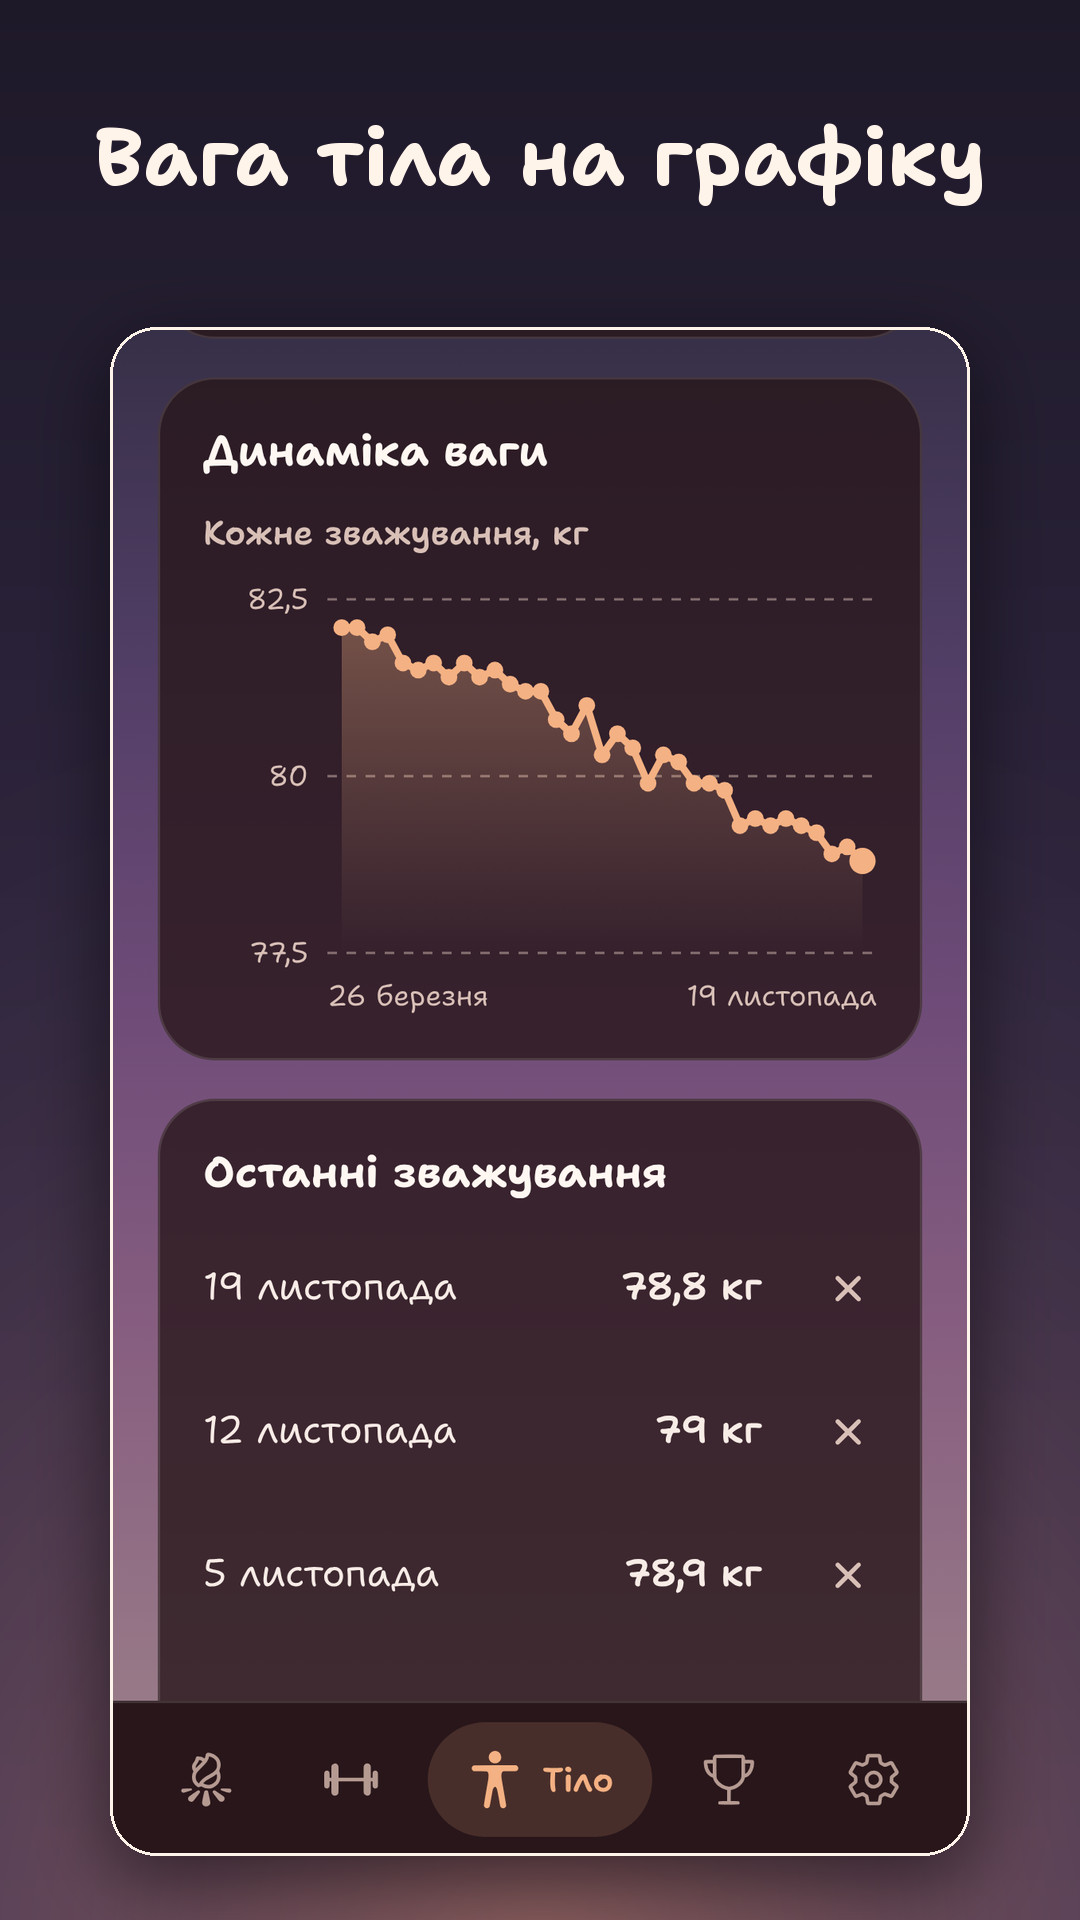 Вага тіла на графіку
Динаміка ваги
Кожне зважування, кг
82,5
80
77,5
26 березня 19 листопада
Останні зважування
19 листопада 78,8 кг
12 листопада 79 кг
5 листопада 78,9 кг
Тіло